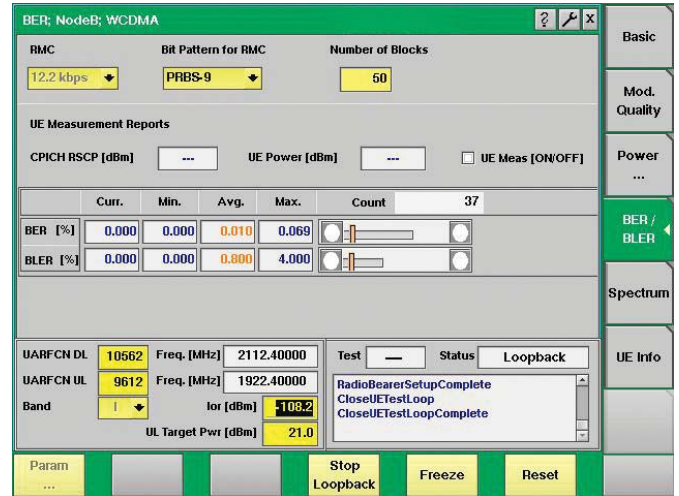 BER; NodeB; WCDMA ? X
Basic
RMC Bit Pattern for RMC Number of Blocks
12.2 kbps PRBS-9 50
Mod.
Quality
UE Measurement Reports
CPICH RSCP [dBm] --- UE Power [dBm] --- UE Meas [ON/OFF]
Power
...
Curr. Min. Avg. Max. Count 37
BER [%] 0.000 0.000 0.010 0.069
BLER [%] 0.000 0.000 0.800 4.000
BER /
BLER
Spectrum
UARFCN DL 10562 Freq. [MHz] 2112.40000
UARFCN UL 9612 Freq. [MHz] 1922.40000
Band I Ior [dBm] -108.2
UL Target Pwr [dBm] 21.0
Test — Status Loopback
RadioBearerSetupComplete
CloseUETestLoop
CloseUETestLoopComplete
UE Info
Param
...
Stop
Loopback
Freeze
Reset